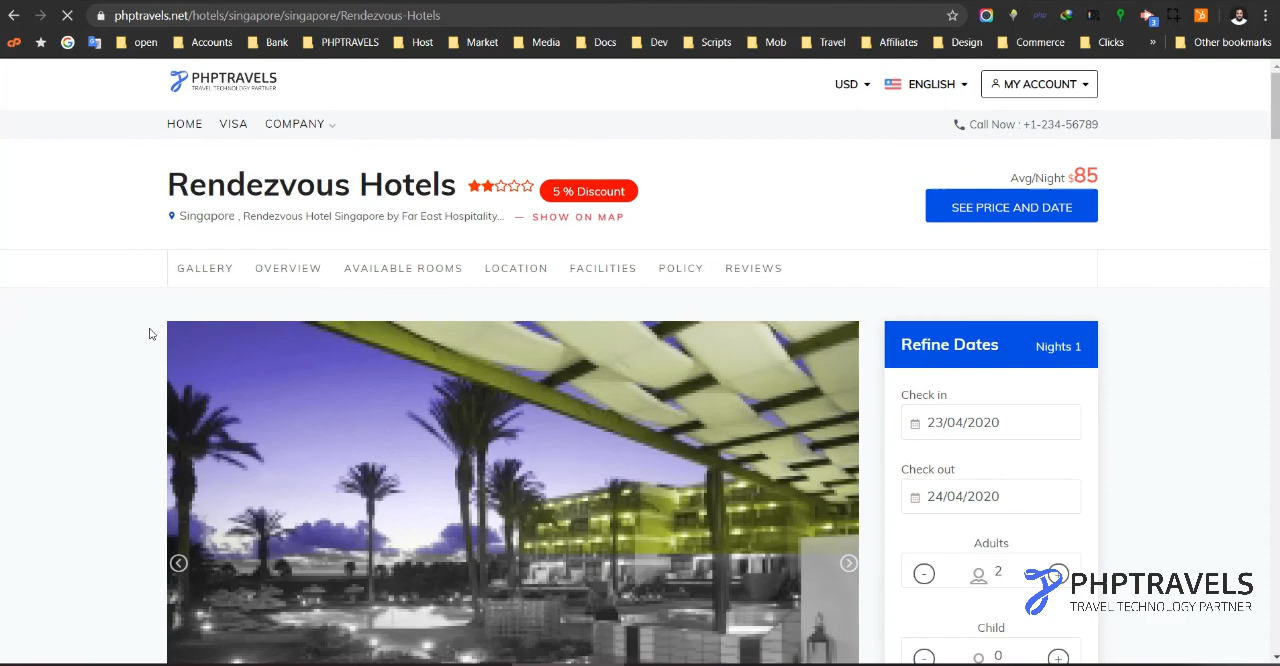 phptravels.net/hotels/singapore/singapore/Rendezvous-Hotels
open Accounts Bank PHPTRAVELS Host Market Media Docs Dev Scripts Mob Travel Affiliates Design Commerce Clicks » Other bookmarks
PHPTRAVELS
TRAVEL TECHNOLOGY PARTNER
USD ENGLISH MY ACCOUNT
HOME VISA COMPANY
Call Now : +1-234-56789
Rendezvous Hotels
5 % Discount
Avg/Night $85
Singapore , Rendezvous Hotel Singapore by Far East Hospitality... — SHOW ON MAP
SEE PRICE AND DATE
GALLERY OVERVIEW AVAILABLE ROOMS LOCATION FACILITIES POLICY REVIEWS
Refine Dates Nights 1
Check in
23/04/2020
Check out
24/04/2020
Adults
- 2 +
PHPTRAVELS
TRAVEL TECHNOLOGY PARTNER
Child
- 0 +